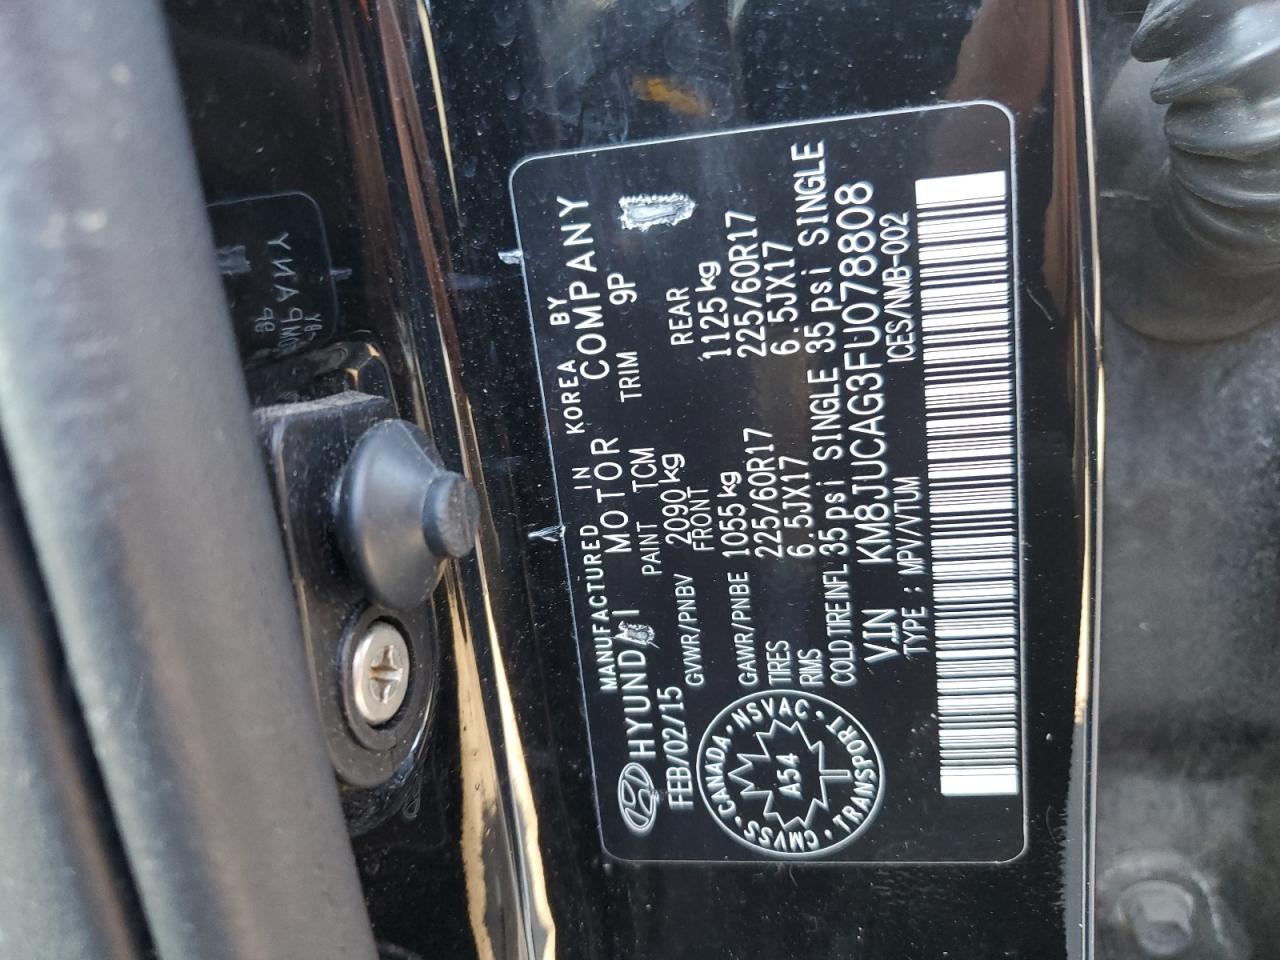 MANUFACTURED IN KOREA BY
HYUNDAI MOTOR COMPANY
FEB/02/15 PAINT TCM TRIM 9P
GVWR/PNBV 2090 kg
FRONT REAR
GAWR/PNBE 1055 kg 1125 kg
TIRES 225/60R17 225/60R17
RIMS 6.5JX17 6.5JX17
COLD TIRE INFL 35 psi SINGLE 35 psi SINGLE
VIN KM8JUCAG3FU078808
TYPE : MPV/VTUM ICES/NMB-002
CANADA · NSVAC · TRANSPORT · CMVSS ·
A54